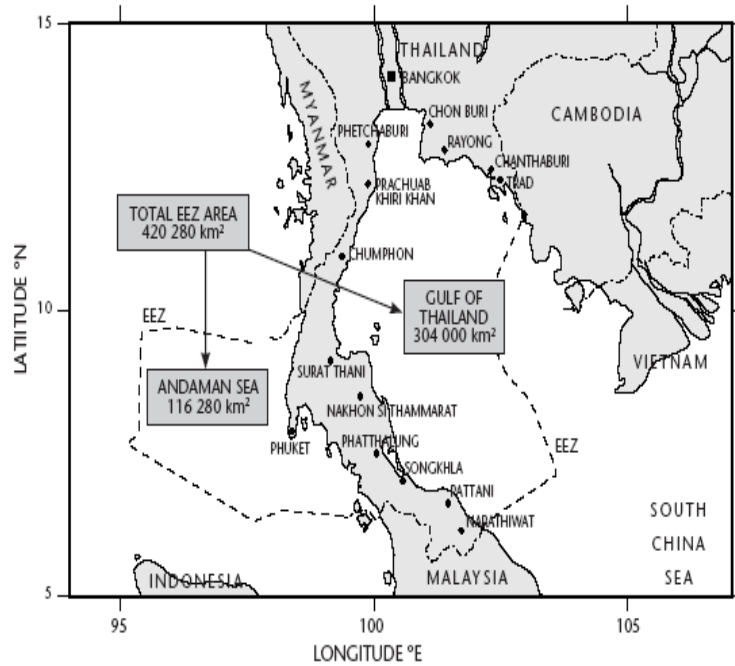 15
THAILAND
BANGKOK
MYANMAR
CHON BURI
CAMBODIA
PHETCHABURI
RAYONG
CHANTHABURI
TRAD
PRACHUAB
KHIRI KHAN
TOTAL EEZ AREA
420 280 km²
CHUMPHON
LATIITUDE °N
10
GULF OF
THAILAND
304 000 km²
EEZ
VIETNAM
SURAT THANI
ANDAMAN SEA
116 280 km²
NAKHON SI THAMMARAT
PHUKET
PHATTHALUNG
EEZ
SONGKHLA
PATTANI
NARATHIWAT
SOUTH
CHINA
SEA
INDONESIA
MALAYSIA
5
95
100
105
LONGITUDE °E